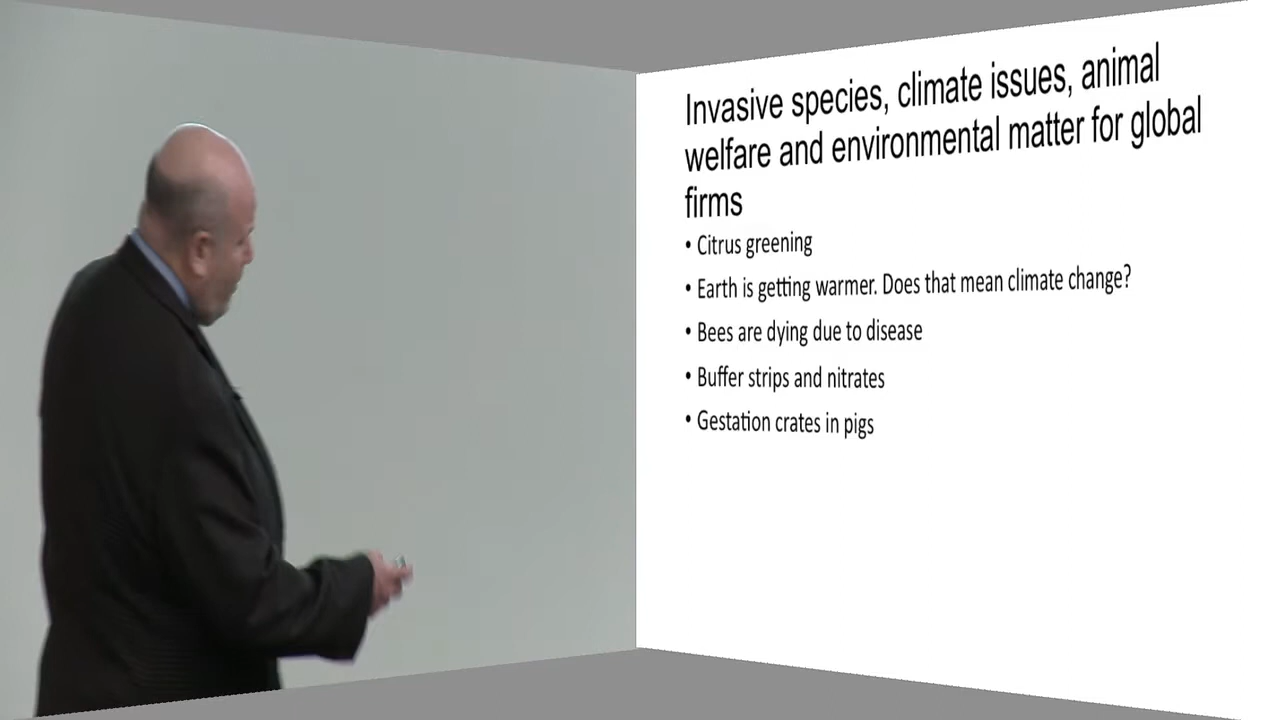 Invasive species, climate issues, animal
welfare and environmental matter for global
firms
• Citrus greening
• Earth is getting warmer. Does that mean climate change?
• Bees are dying due to disease
• Buffer strips and nitrates
• Gestation crates in pigs